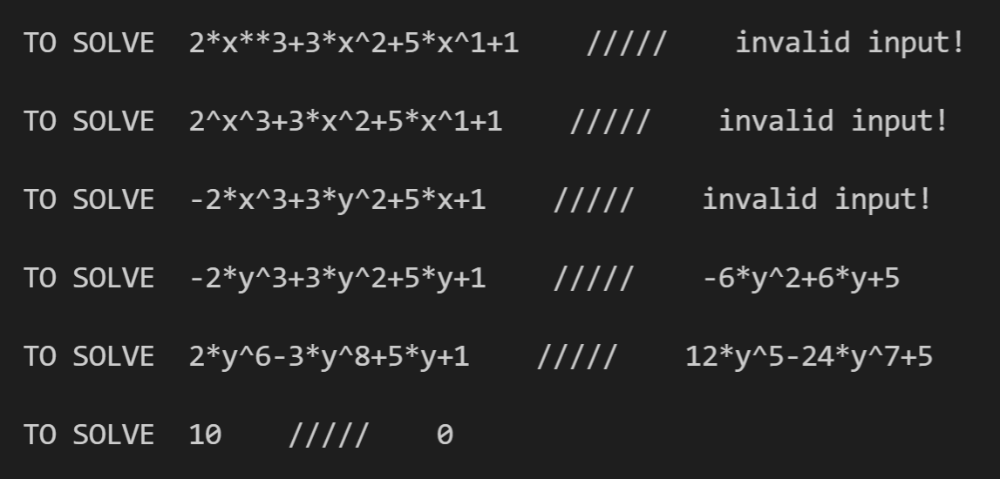 TO SOLVE  2*x**3+3*x^2+5*x^1+1    /////    invalid input!
TO SOLVE  2^x^3+3*x^2+5*x^1+1    /////    invalid input!
TO SOLVE  -2*x^3+3*y^2+5*x+1    /////    invalid input!
TO SOLVE  -2*y^3+3*y^2+5*y+1    /////    -6*y^2+6*y+5
TO SOLVE  2*y^6-3*y^8+5*y+1    /////    12*y^5-24*y^7+5
TO SOLVE  10    /////    0